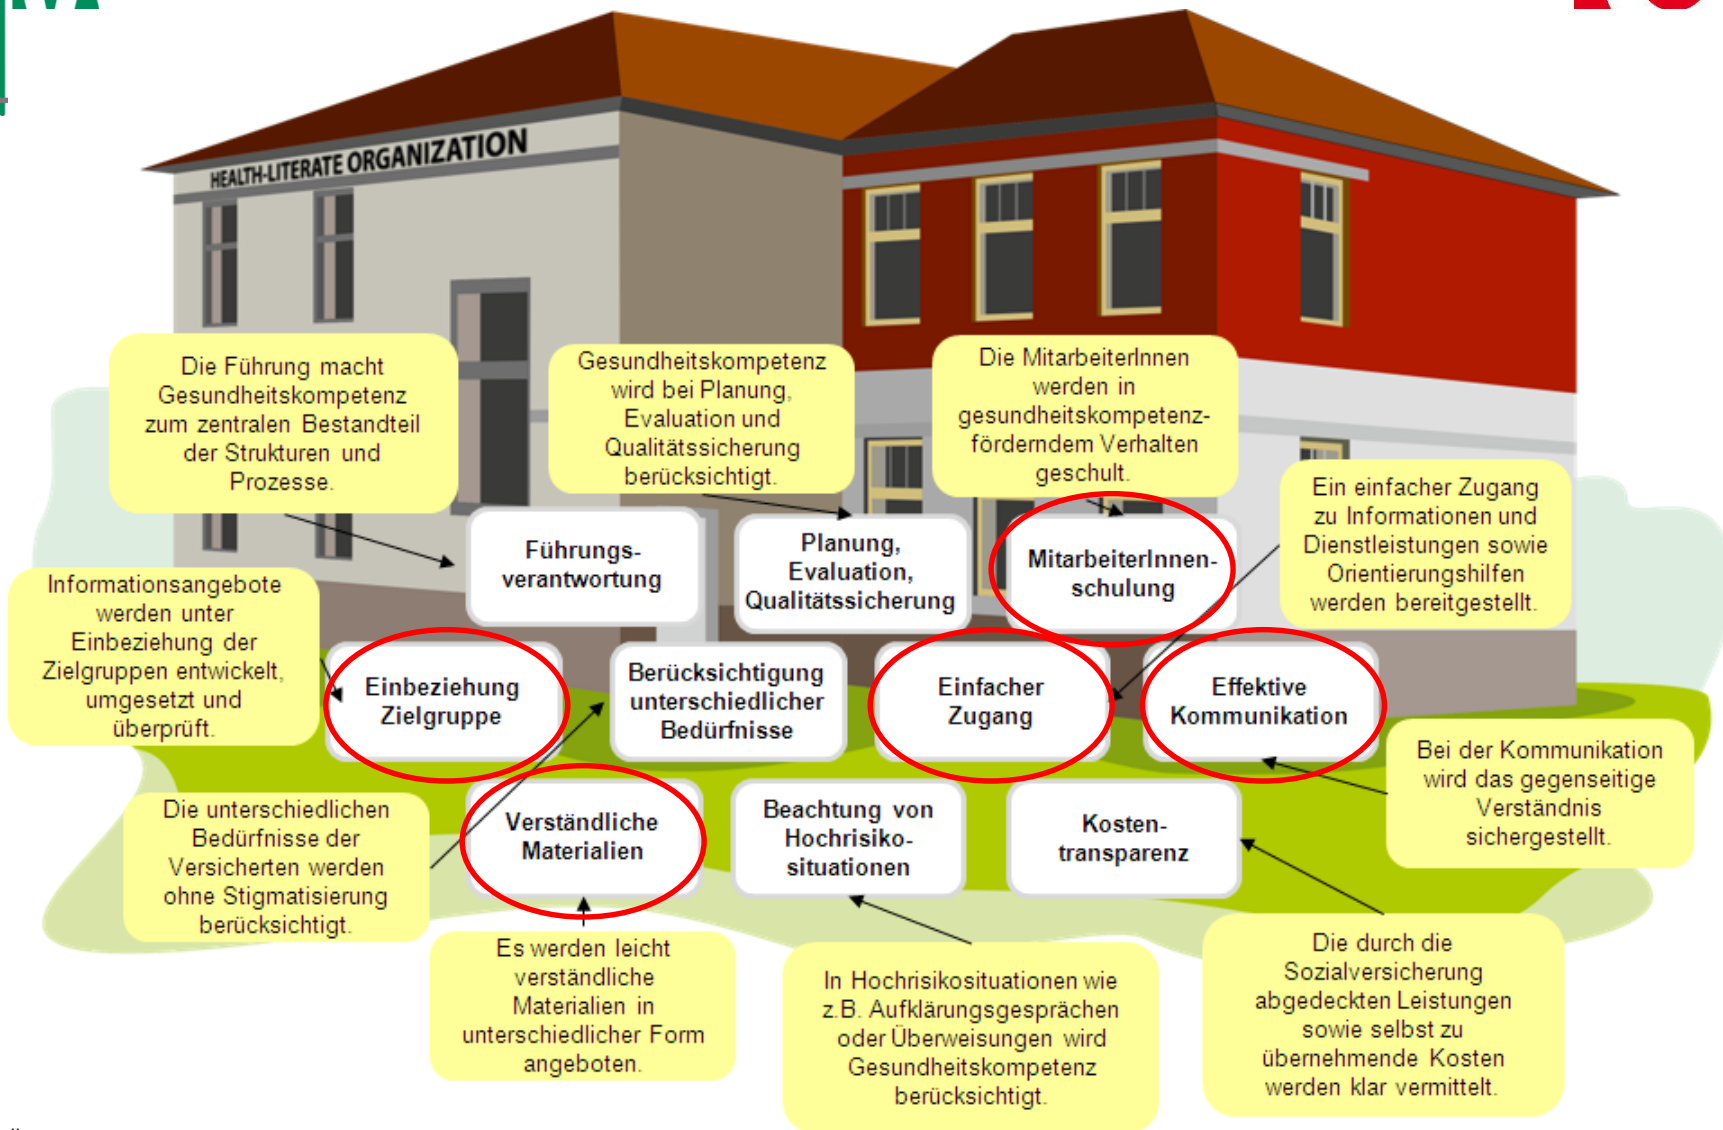 HEALTH-LITERATE ORGANIZATION
Die Führung macht
Gesundheitskompetenz
zum zentralen Bestandteil
der Strukturen und
Prozesse.
Gesundheitskompetenz
wird bei Planung,
Evaluation und
Qualitätssicherung
berücksichtigt.
Die MitarbeiterInnen
werden in
gesundheitskompetenz-
förderndem Verhalten
geschult.
Ein einfacher Zugang
zu Informationen und
Dienstleistungen sowie
Orientierungshilfen
werden bereitgestellt.
Führungs-
verantwortung
Planung,
Evaluation,
Qualitätssicherung
MitarbeiterInnen-
schulung
Informationsangebote
werden unter
Einbeziehung der
Zielgruppen entwickelt,
umgesetzt und
überprüft.
Einbeziehung
Zielgruppe
Berücksichtigung
unterschiedlicher
Bedürfnisse
Einfacher
Zugang
Effektive
Kommunikation
Bei der Kommunikation
wird das gegenseitige
Verständnis
sichergestellt.
Die unterschiedlichen
Bedürfnisse der
Versicherten werden
ohne Stigmatisierung
berücksichtigt.
Verständliche
Materialien
Beachtung von
Hochrisiko-
situationen
Kosten-
transparenz
Es werden leicht
verständliche
Materialien in
unterschiedlicher Form
angeboten.
In Hochrisikosituationen wie
z.B. Aufklärungsgesprächen
oder Überweisungen wird
Gesundheitskompetenz
berücksichtigt.
Die durch die
Sozialversicherung
abgedeckten Leistungen
sowie selbst zu
übernehmende Kosten
werden klar vermittelt.